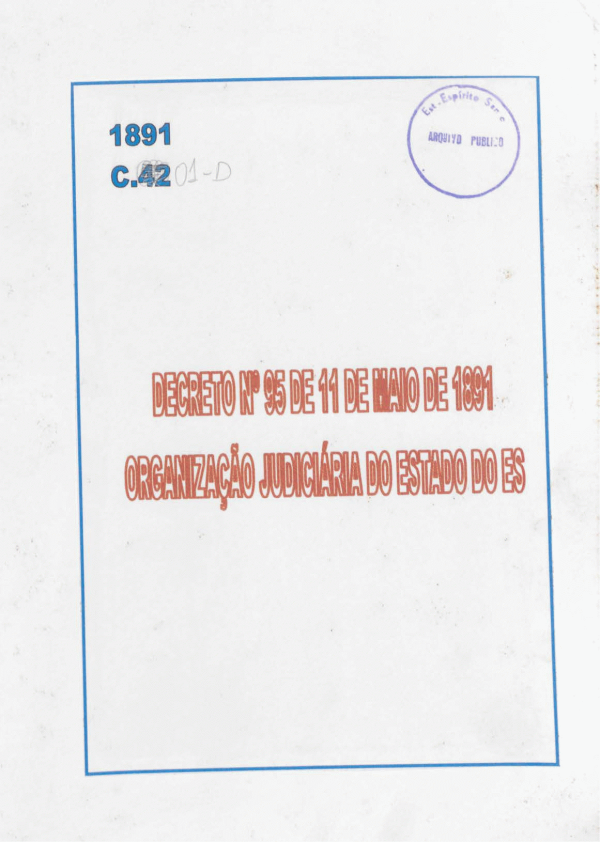 1891
C.42 01-D
Est. Espírito Santo
ARQUIVO PUBLICO
DECRETO Nº 95 DE 11 DE MAIO DE 1891
ORGANIZAÇÃO JUDICIÁRIA DO ESTADO DO ES